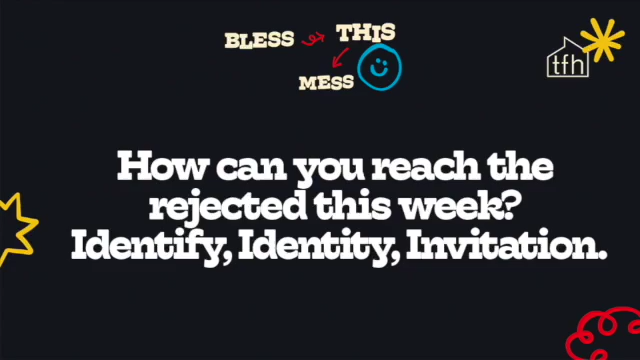 BLESS THIS
MESS
tfh
How can you reach the
rejected this week?
Identify, Identity, Invitation.